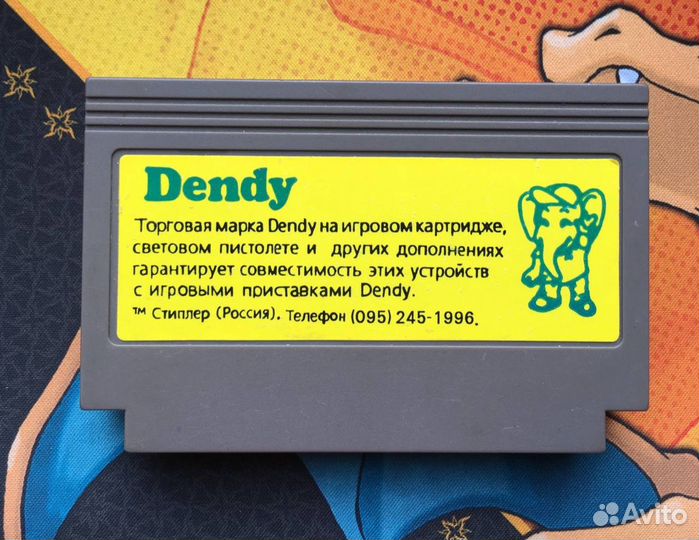 Dendy
Торговая марка Dendy на игровом картридже,
световом пистолете и других дополнениях
гарантирует совместимость этих устройств
с игровыми приставками Dendy.
™ Стиплер (Россия). Телефон (095) 245-1996.
Avito